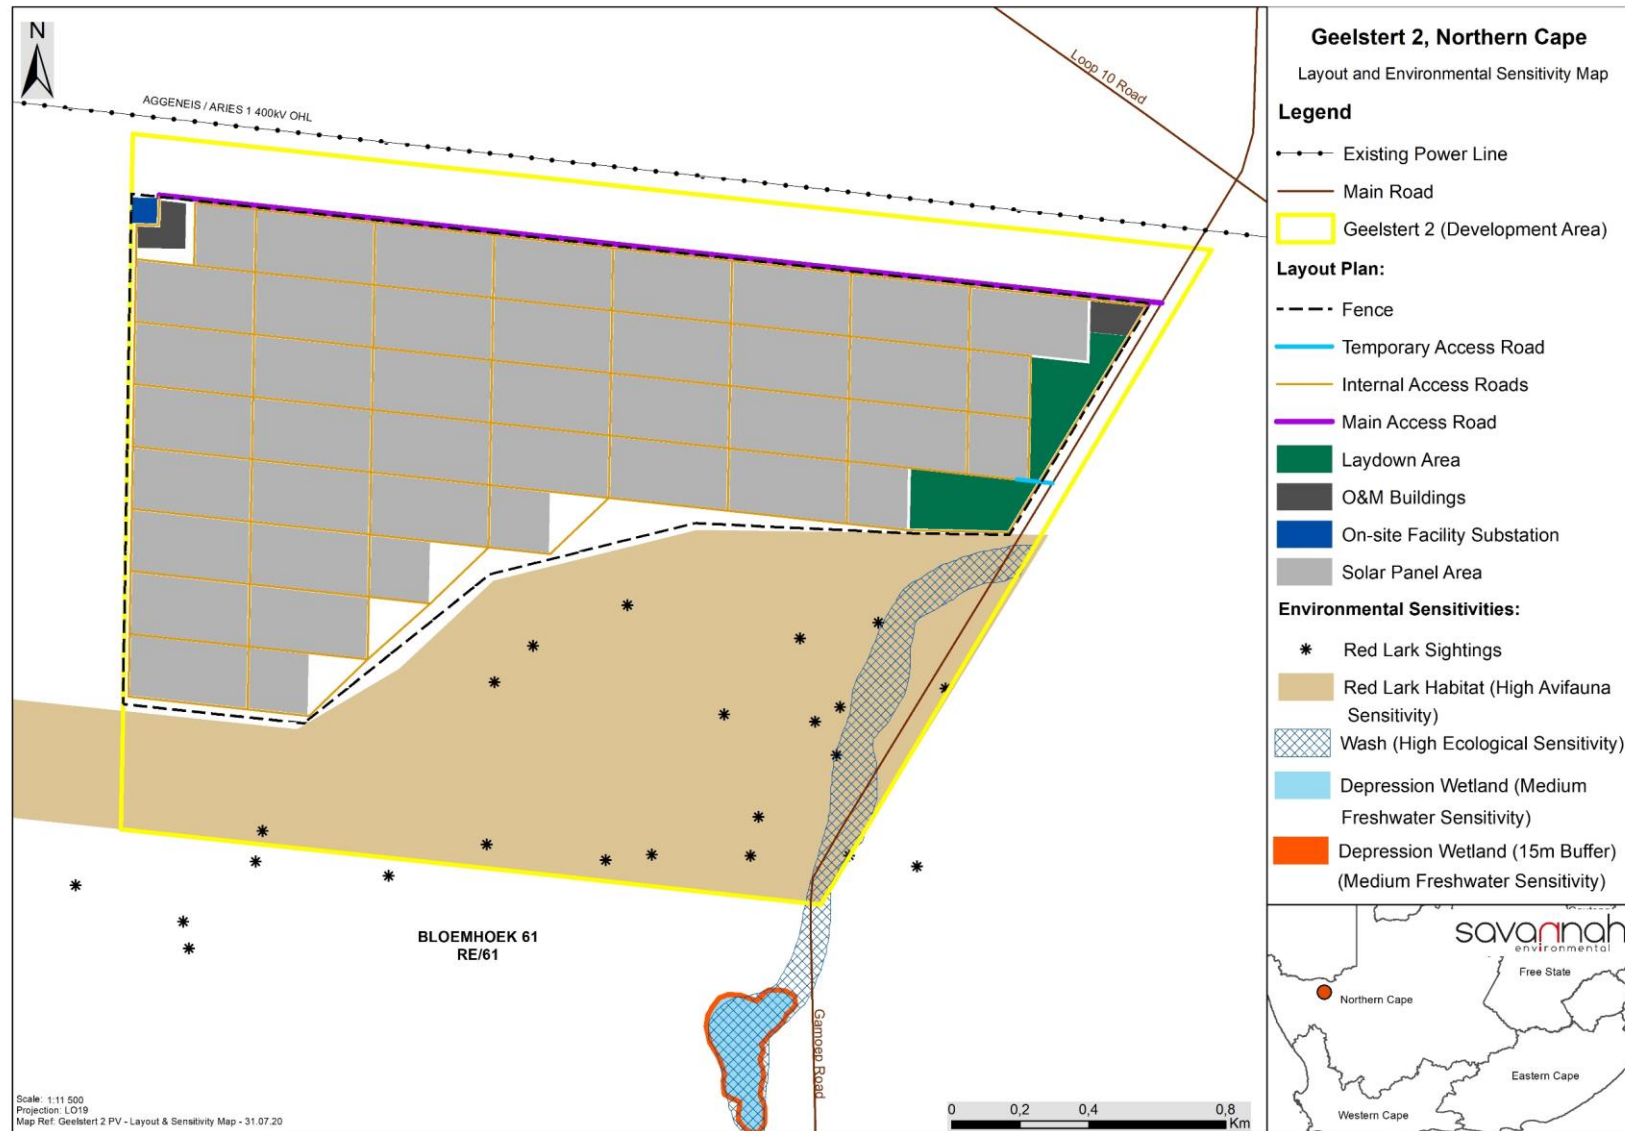 N
AGGENEIS / ARIES 1 400kV OHL
Loop 10 Road
BLOEMHOEK 61
RE/61
Gamoep Road
Scale: 1:11 500
Projection: LO19
Map Ref: Geelstert 2 PV - Layout & Sensitivity Map - 31.07.20
0 0,2 0,4 0,8
Km
Geelstert 2, Northern Cape
Layout and Environmental Sensitivity Map
Legend
Existing Power Line
Main Road
Geelstert 2 (Development Area)
Layout Plan:
Fence
Temporary Access Road
Internal Access Roads
Main Access Road
Laydown Area
O&M Buildings
On-site Facility Substation
Solar Panel Area
Environmental Sensitivities:
Red Lark Sightings
Red Lark Habitat (High Avifauna
Sensitivity)
Wash (High Ecological Sensitivity)
Depression Wetland (Medium
Freshwater Sensitivity)
Depression Wetland (15m Buffer)
(Medium Freshwater Sensitivity)
savannah
environmental
Free State
Northern Cape
Eastern Cape
Western Cape